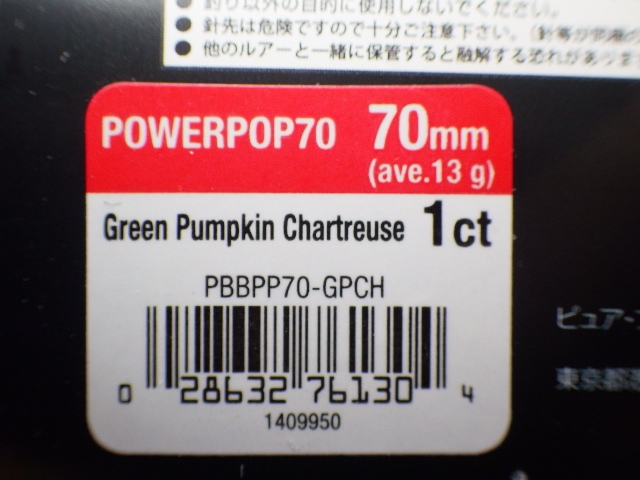 釣り以外の目的に使用しないでください。
● 針先は危険ですので十分ご注意下さい。
● 他のルアーと一緒に保管すると融解する恐れがありま
POWERPOP70 70mm
(ave.13 g)
Green Pumpkin Chartreuse 1ct
PBBPP70-GPCH
0 28632 76130 4
1409950
ピュア・
東京都